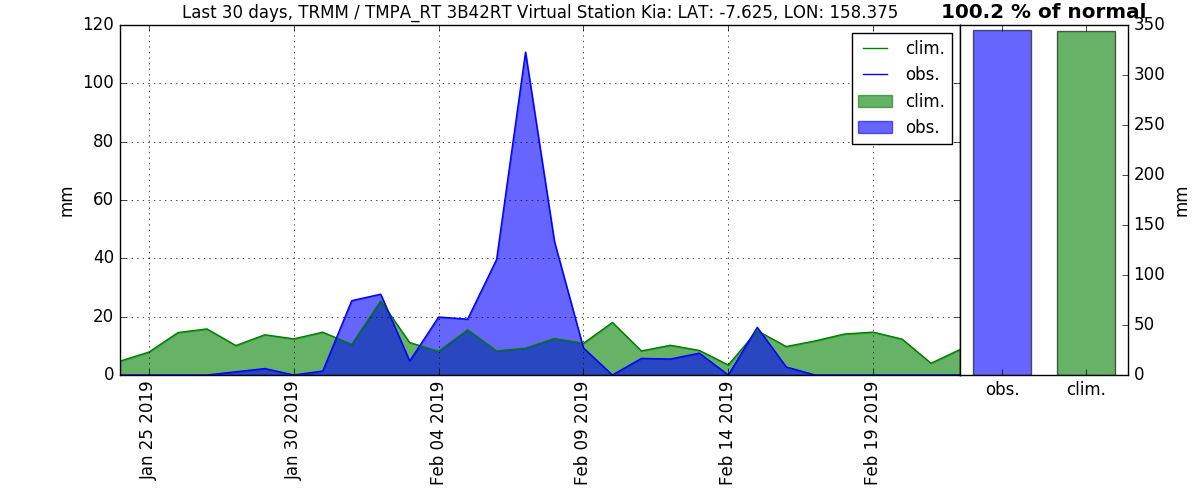 Last 30 days, TRMM / TMPA_RT 3B42RT Virtual Station Kia: LAT: -7.625, LON: 158.375
100.2 % of normal
120
100
80
60
40
20
0
mm
clim.
obs.
clim.
obs.
Jan 25 2019
Jan 30 2019
Feb 04 2019
Feb 09 2019
Feb 14 2019
Feb 19 2019
350
300
250
200
150
100
50
0
mm
obs.
clim.